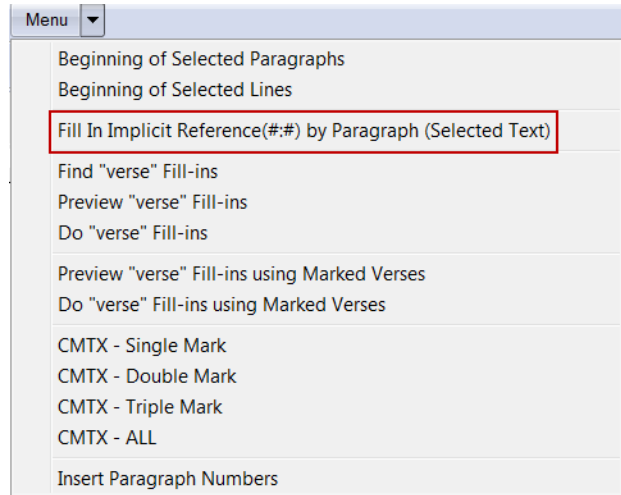 Menu
Beginning of Selected Paragraphs
Beginning of Selected Lines
Fill In Implicit Reference(#:#) by Paragraph (Selected Text)
Find "verse" Fill-ins
Preview "verse" Fill-ins
Do "verse" Fill-ins
Preview "verse" Fill-ins using Marked Verses
Do "verse" Fill-ins using Marked Verses
CMTX - Single Mark
CMTX - Double Mark
CMTX - Triple Mark
CMTX - ALL
Insert Paragraph Numbers